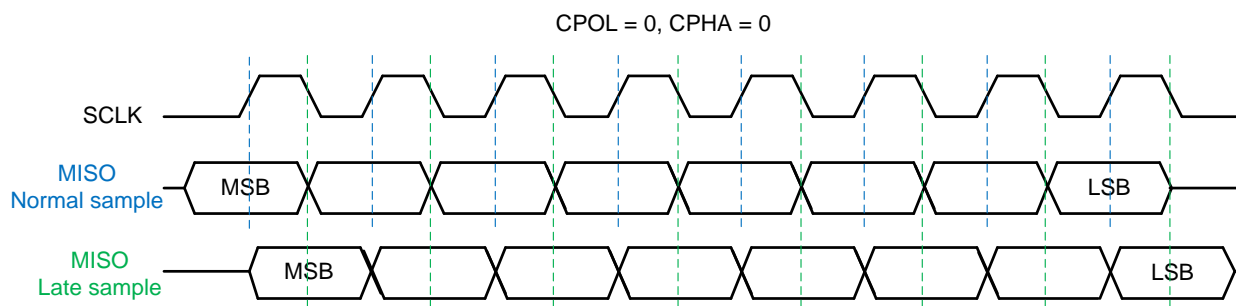 CPOL = 0, CPHA = 0
SCLK
MISO
Normal sample
MSB
LSB
MISO
Late sample
MSB
LSB